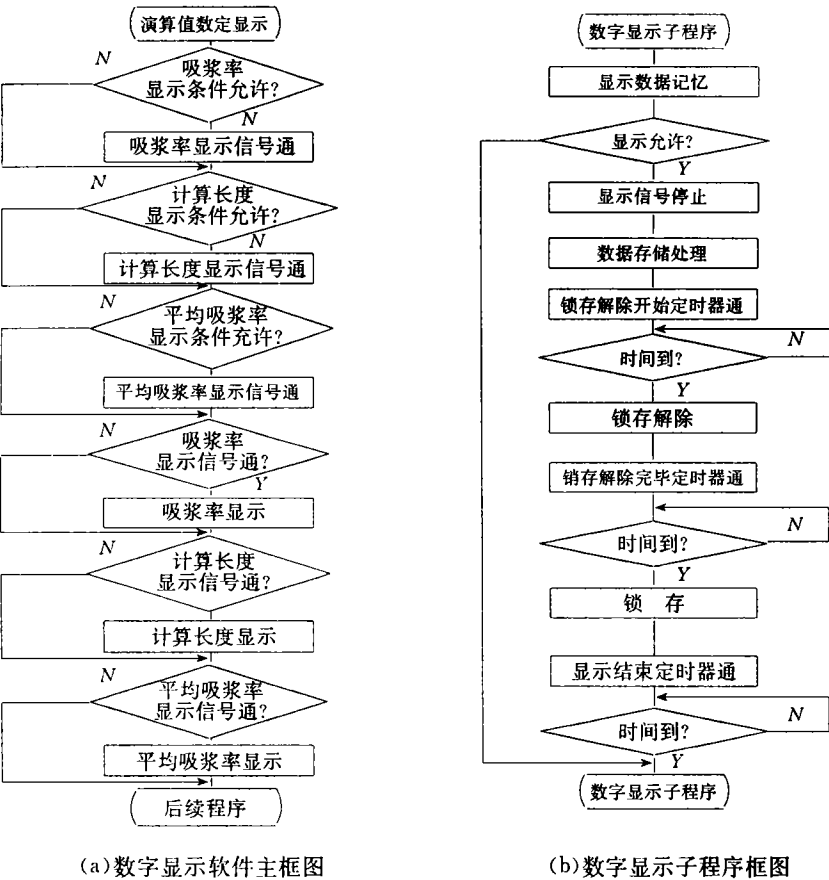 演算值数定显示
N
吸浆率
显示条件允许?
N
吸浆率显示信号通
N
计算长度
显示条件允许?
N
计算长度显示信号通
N
平均吸浆率
显示条件充许?
平均吸浆率显示信号通
N
吸浆率
显示信号通?
Y
吸浆率显示
N
计算长度
显示信号通?
计算长度显示
N
平均吸浆率
显示信号通?
平均吸浆率显示
后续程序
(a)数字显示软件主框图
数字显示子程序
显示数据记忆
显示允许?
Y
显示信号停止
数据存储处理
锁存解除开始定时器通
N
时间到?
Y
锁存解除
销存解除完毕定时器通
N
时间到?
Y
锁 存
显示结束定时器通
N
时间到?
Y
数字显示子程序
(b)数字显示子程序框图